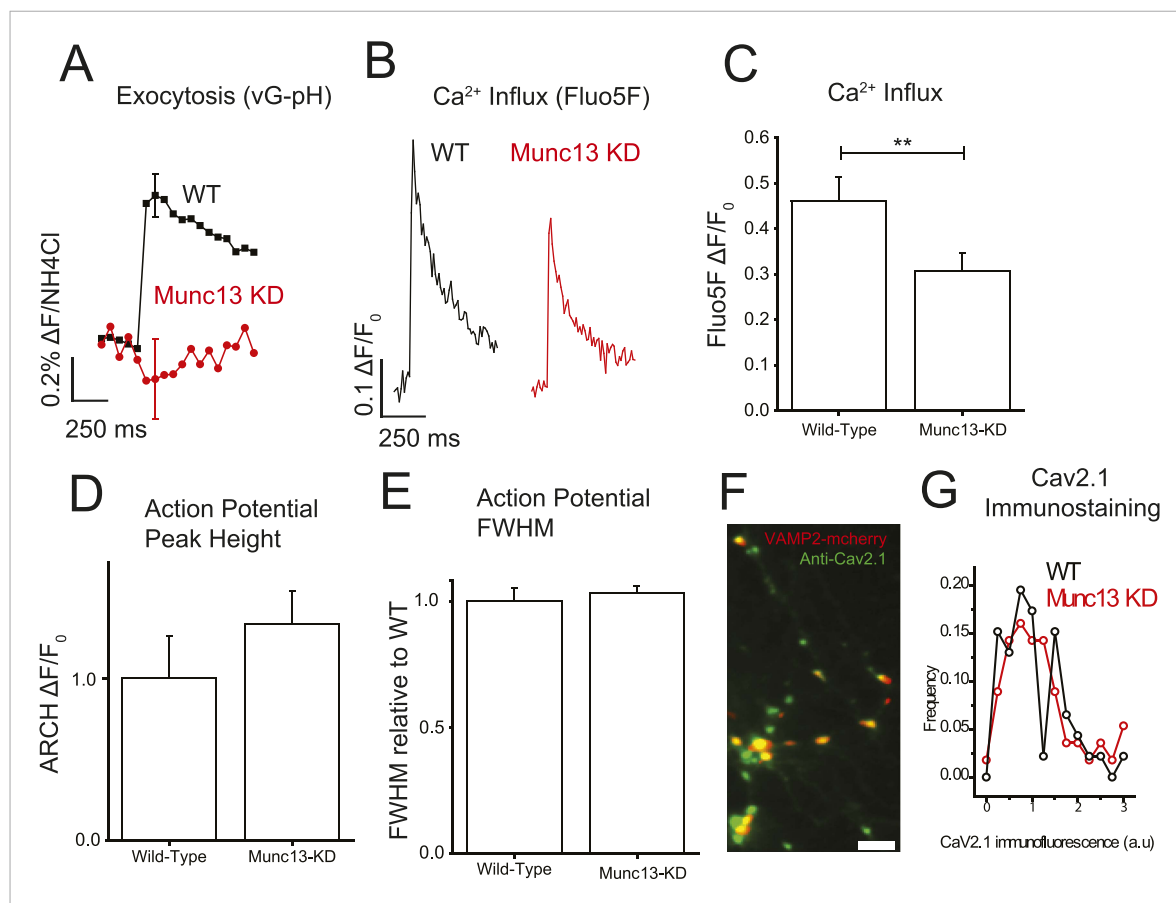 A
Exocytosis (vG-pH)
WT
Munc13 KD
0.2% ΔF/NH4Cl
250 ms
B
Ca²⁺ Influx (Fluo5F)
WT
Munc13 KD
0.1 ΔF/F₀
250 ms
C
Ca²⁺ Influx
**
Fluo5F ΔF/F₀
0.6
0.5
0.4
0.3
0.2
0.1
0.0
Wild-Type
Munc13-KD
D
Action Potential
Peak Height
ARCH ΔF/F₀
1.0
0.0
Wild-Type
Munc13-KD
E
Action Potential
FWHM
FWHM relative to WT
1.0
0.5
0.0
Wild-Type
Munc13-KD
F
VAMP2-mcherry
Anti-Cav2.1
G
Cav2.1
Immunostaining
WT
Munc13 KD
Frequency
0.20
0.15
0.10
0.05
0.00
0
1
2
3
CaV2.1 immunofluorescence (a.u)